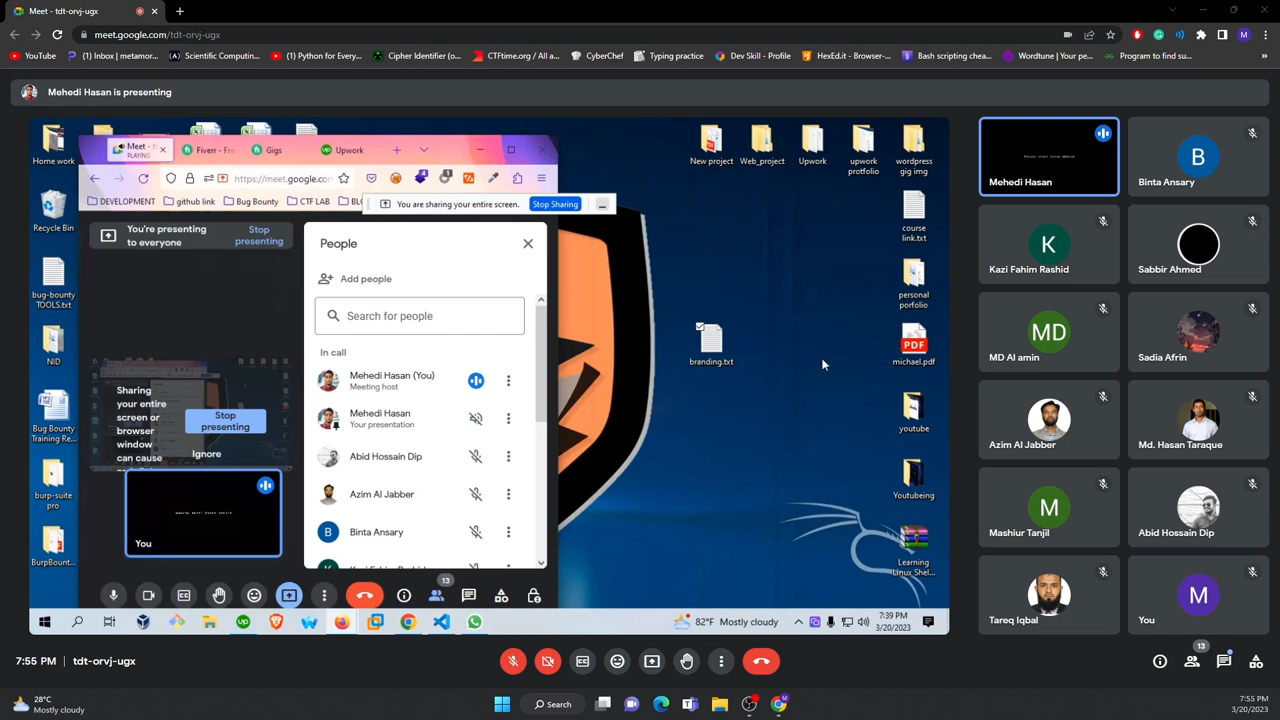 Meet - tdt-orvj-ugx
meet.google.com/tdt-orvj-ugx
YouTube
(1) Inbox | metamor...
Scientific Computin...
(1) Python for Everyb...
Cipher Identifier (o...
CTFtime.org / All a...
CyberChef
Typing practice
Dev Skill - Profile
HexEd.it - Browser-...
Bash scripting chea...
Wordtune | Your pe...
Program to find su...
Mehedi Hasan is presenting
Home work
Recycle Bin
bug-bounty
TOOLS.txt
NID
Bug Bounty
Training Re...
burp-suite
pro
BurpBount...
Meet - t
PLAYING
Fiverr - Fre
Gigs
Upwork
https://meet.google.com
DEVELOPMENT
github link
Bug Bounty
CTF LAB
You are sharing your entire screen.
Stop Sharing
You're presenting
to everyone
Stop
presenting
Sharing
your entire
screen or
browser
window
can cause
Stop
presenting
Ignore
You
People
Add people
Search for people
In call
Mehedi Hasan (You)
Meeting host
Mehedi Hasan
Your presentation
Abid Hossain Dip
Azim Al Jabber
Binta Ansary
13
New project
Web_project
Upwork
upwork
protfolio
wordpress
gig img
course
link.txt
personal
porfolio
branding.txt
michael.pdf
youtube
Youtubeing
Learning
Linux Shel...
82°F Mostly cloudy
7:39 PM
3/20/2023
Mehedi Hasan
B
Binta Ansary
K
Kazi Fahim Rashid
Sabbir Ahmed
MD
MD Al amin
Sadia Afrin
Azim Al Jabber
Md. Hasan Taraque
M
Mashiur Tanjil
Abid Hossain Dip
Tareq Iqbal
M
You
7:55 PM
tdt-orvj-ugx
13
28°C
Mostly cloudy
Search
7:55 PM
3/20/2023